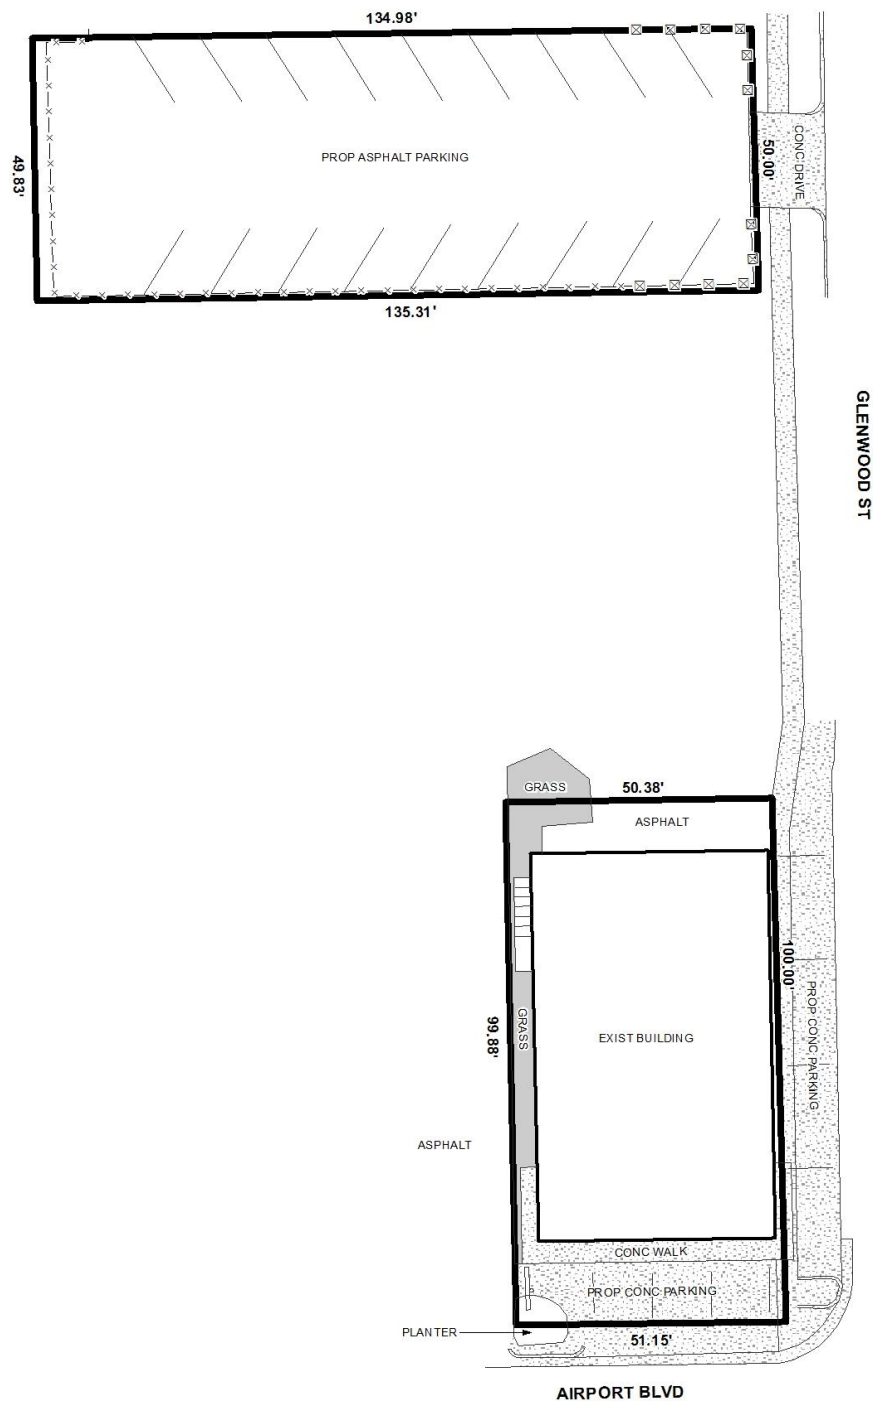 134.98'
49.83'
PROP ASPHALT PARKING
50.00'
CONC DRIVE
135.31'
GLENWOOD ST
GRASS
50.38'
ASPHALT
100.00'
PROP CONC PARKING
99.88'
GRASS
EXIST BUILDING
ASPHALT
CONC WALK
PROP CONC PARKING
PLANTER
51.15'
AIRPORT BLVD